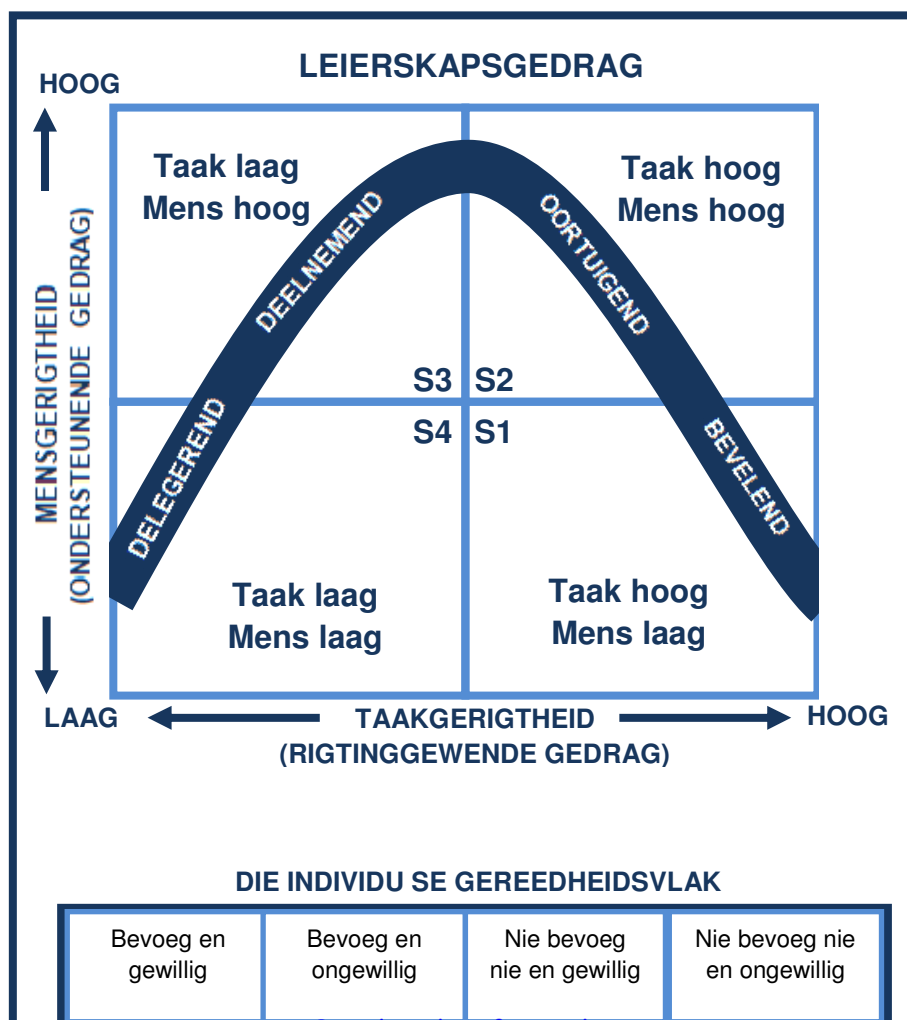 LEIERSKAPSGEDRAG
HOOG
MENSGERIGTHEID
(ONDERSTEUNENDE GEDRAG)
Taak laag
Mens hoog
Taak hoog
Mens hoog
DEELNEMEND
OORTUIGEND
S3
S2
S4
S1
DELEGEREND
BEVELEND
Taak laag
Mens laag
Taak hoog
Mens laag
LAAG
TAAKGERIGTHEID
HOOG
(RIGTINGGEWENDE GEDRAG)
DIE INDIVIDU SE GEREEDHEIDSVLAK
Bevoeg en
gewillig
Bevoeg en
ongewillig
Nie bevoeg
nie en gewillig
Nie bevoeg nie
en ongewillig